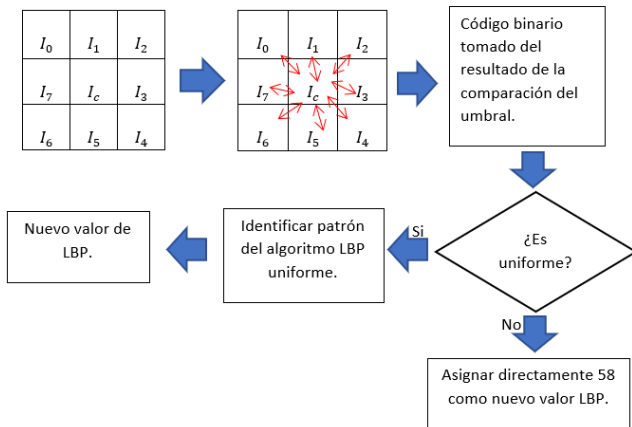 I₀ I₁ I₂
I₇ I𝒸 I₃
I₆ I₅ I₄
I₀ I₁ I₂
I₇ I𝒸 I₃
I₆ I₅ I₄
Código binario
tomado del
resultado de la
comparación del
umbral.
¿Es
uniforme?
Si
Identificar patrón
del algoritmo LBP
uniforme.
Nuevo valor de
LBP.
No
Asignar directamente 58
como nuevo valor LBP.